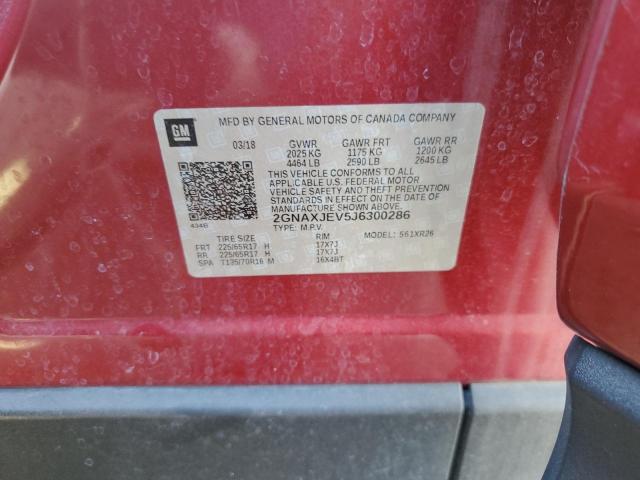 MFD BY GENERAL MOTORS OF CANADA COMPANY
GM
03/18 GVWR GAWR FRT GAWR RR
2025 KG 1175 KG 1200 KG
4464 LB 2590 LB 2645 LB
THIS VEHICLE CONFORMS TO ALL
APPLICABLE U.S. FEDERAL MOTOR
VEHICLE SAFETY AND THEFT PREVENTION
STANDARDS IN EFFECT ON THE DATE OF
MANUFACTURE SHOWN ABOVE.
2GNAXJEV5J6300286
434B TYPE: M.P.V. MODEL: 561XR26
TIRE SIZE RIM
FRT 225/65R17 H 17X7J
RR 225/65R17 H 17X7J
SPA T135/70R16 M 16X4BT